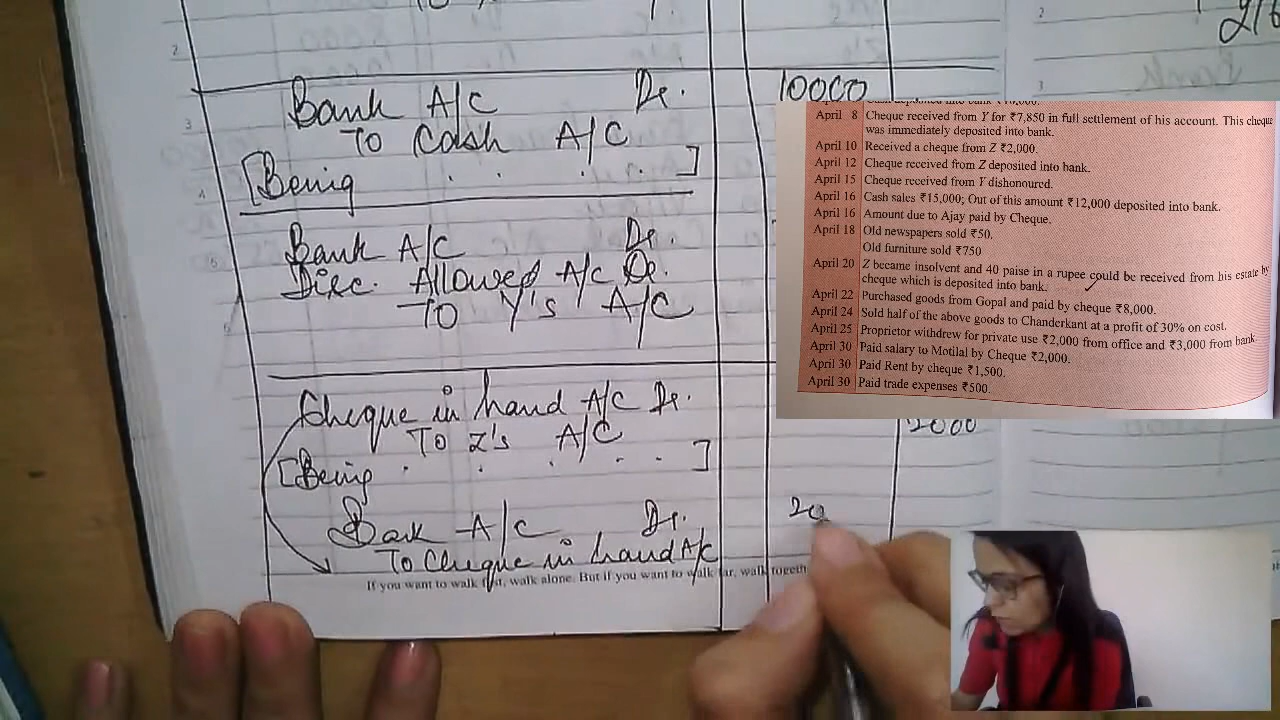 Bank A/C Dr. 10000
To Cash A/C
[Being . . . . ]
Bank A/C Dr.
Disc. Allowed A/C Dr.
To Y's A/C
Cheque in hand A/C Dr.
To Z's A/C 2000
[Being . . . . . ]
Bank A/C Dr. 20
To Cheque in hand A/C
If you want to walk fast, walk alone. But if you want to walk far, walk togeth
April 8 Cheque received from Y for ₹7,850 in full settlement of his account. This cheque
was immediately deposited into bank.
April 10 Received a cheque from Z ₹2,000.
April 12 Cheque received from Z deposited into bank.
April 15 Cheque received from Y dishonoured.
April 16 Cash sales ₹15,000; Out of this amount ₹12,000 deposited into bank.
April 16 Amount due to Ajay paid by Cheque.
April 18 Old newspapers sold ₹50.
Old furniture sold ₹750
April 20 Z became insolvent and 40 paise in a rupee could be received from his estate by
cheque which is deposited into bank.
April 22 Purchased goods from Gopal and paid by cheque ₹8,000.
April 24 Sold half of the above goods to Chanderkant at a profit of 30% on cost.
April 25 Proprietor withdrew for private use ₹2,000 from office and ₹3,000 from bank.
April 30 Paid salary to Motilal by Cheque ₹2,000.
April 30 Paid Rent by cheque ₹1,500.
April 30 Paid trade expenses ₹500.